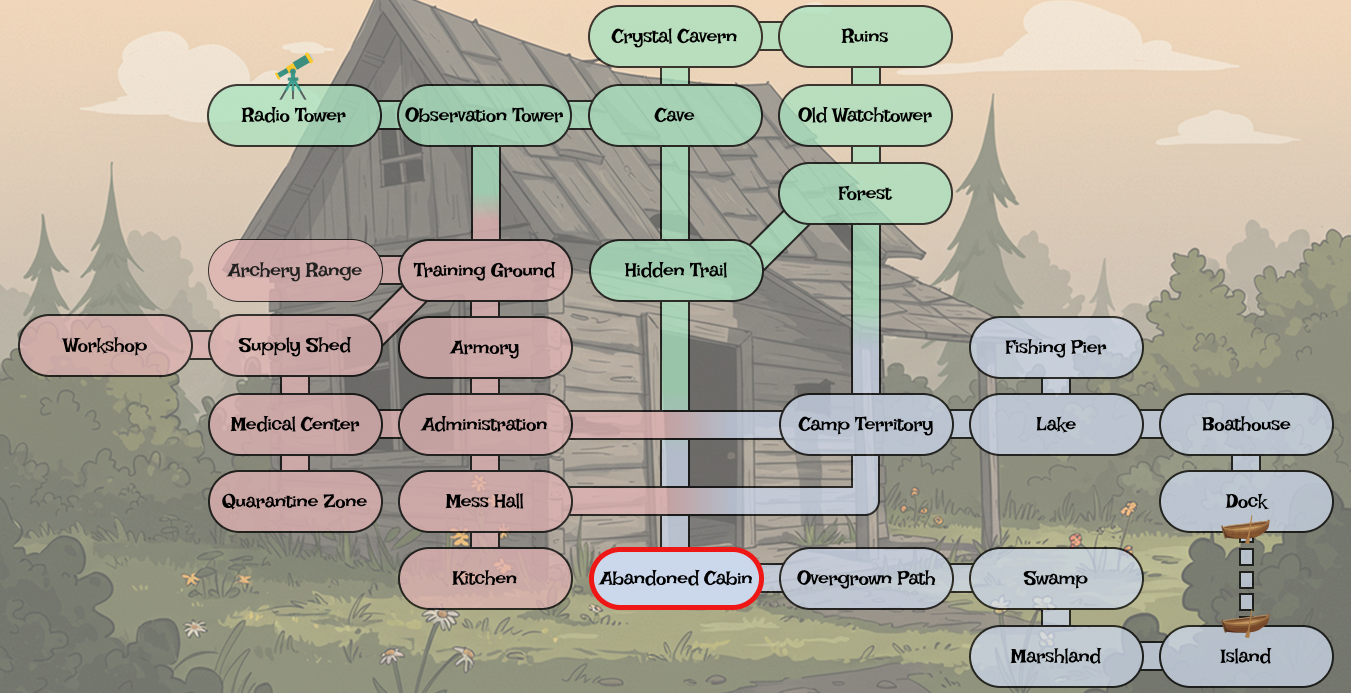 Crystal Cavern
Ruins
Radio Tower
Observation Tower
Cave
Old Watchtower
Forest
Archery Range
Training Ground
Hidden Trail
Workshop
Supply Shed
Armory
Fishing Pier
Medical Center
Administration
Camp Territory
Lake
Boathouse
Quarantine Zone
Mess Hall
Dock
Kitchen
Abandoned Cabin
Overgrown Path
Swamp
Marshland
Island